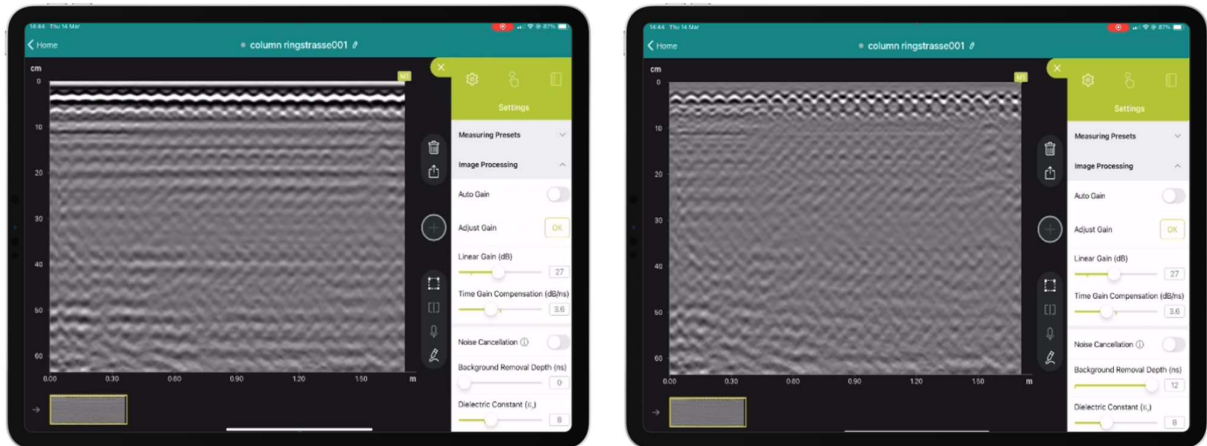 14:44 Thu 14 Mar
87%
Home
column ringstrasse001
cm
0
10
20
30
40
50
60
0.00 0.30 0.60 0.90 1.20 1.50 m
Settings
Measuring Presets
Image Processing
Auto Gain
Adjust Gain OK
Linear Gain (dB)
27
Time Gain Compensation (dB/ns)
3.6
Noise Cancellation
Background Removal Depth (ns)
0
Dielectric Constant (εr)
8
14:44 Thu 14 Mar
87%
Home
column ringstrasse001
cm
0
10
20
30
40
50
60
0.00 0.30 0.60 0.90 1.20 1.50 m
Settings
Measuring Presets
Image Processing
Auto Gain
Adjust Gain OK
Linear Gain (dB)
27
Time Gain Compensation (dB/ns)
3.6
Noise Cancellation
Background Removal Depth (ns)
12
Dielectric Constant (εr)
8